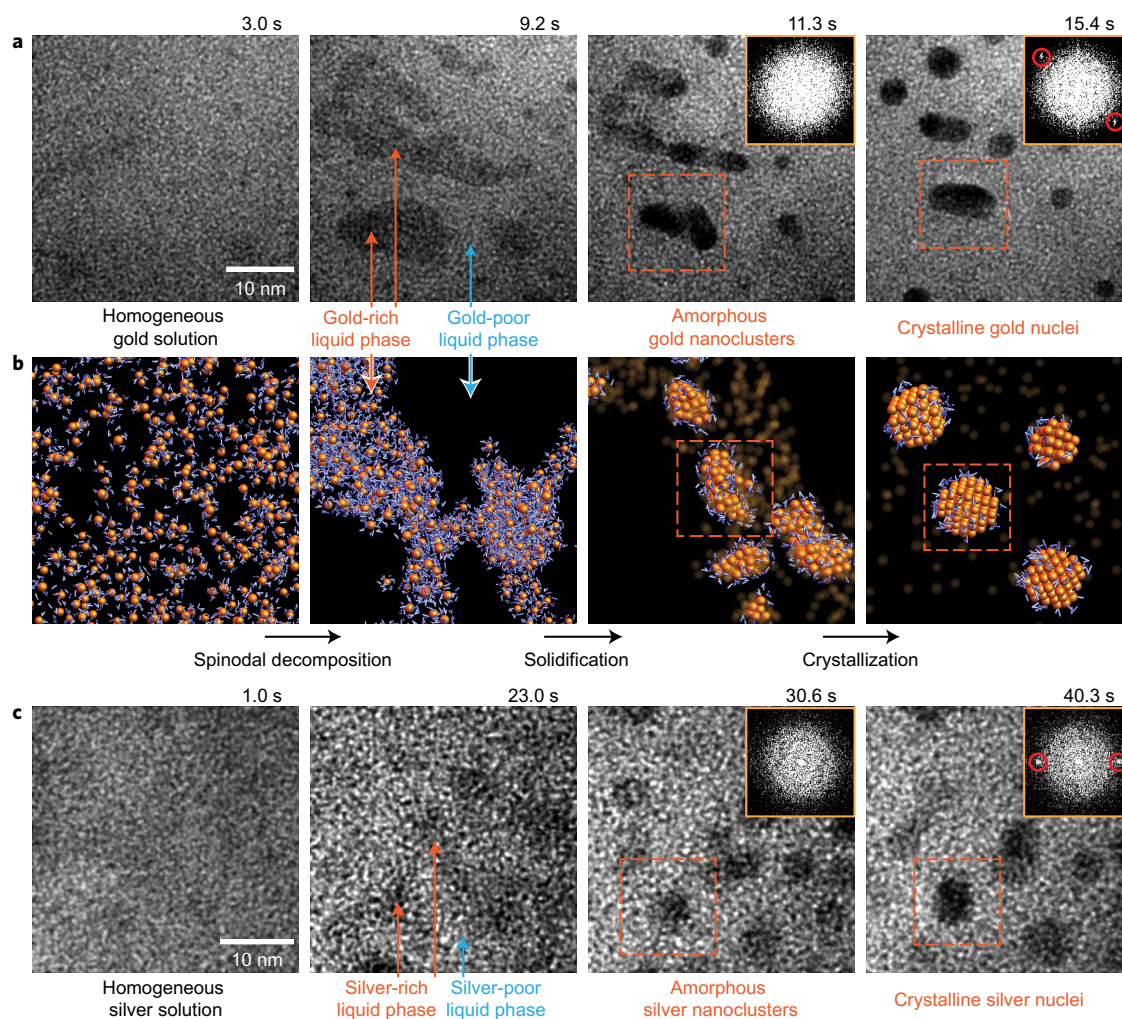 3.0 s
9.2 s
11.3 s
15.4 s
a
10 nm
Homogeneous
gold solution
Gold-rich
liquid phase
Gold-poor
liquid phase
Amorphous
gold nanoclusters
Crystalline gold nuclei
b
Spinodal decomposition
Solidification
Crystallization
1.0 s
23.0 s
30.6 s
40.3 s
c
10 nm
Homogeneous
silver solution
Silver-rich
liquid phase
Silver-poor
liquid phase
Amorphous
silver nanoclusters
Crystalline silver nuclei